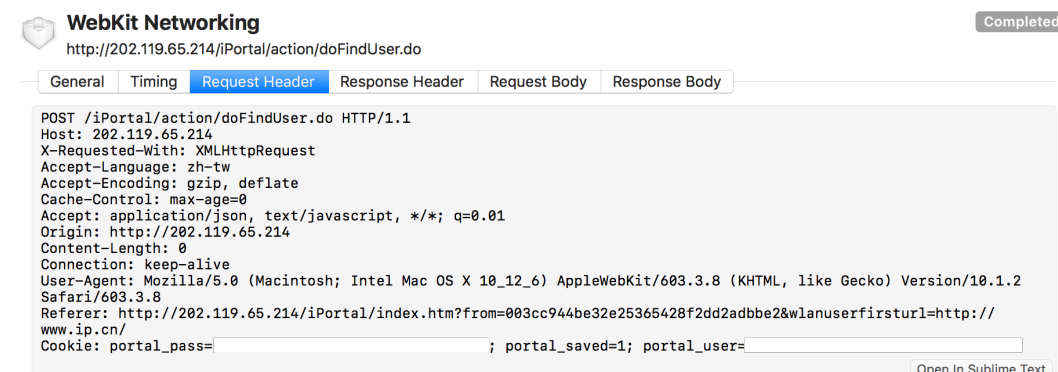 WebKit Networking
Completed
http://202.119.65.214/iPortal/action/doFindUser.do
General Timing Request Header Response Header Request Body Response Body
POST /iPortal/action/doFindUser.do HTTP/1.1
Host: 202.119.65.214
X-Requested-With: XMLHttpRequest
Accept-Language: zh-tw
Accept-Encoding: gzip, deflate
Cache-Control: max-age=0
Accept: application/json, text/javascript, */*; q=0.01
Origin: http://202.119.65.214
Content-Length: 0
Connection: keep-alive
User-Agent: Mozilla/5.0 (Macintosh; Intel Mac OS X 10_12_6) AppleWebKit/603.3.8 (KHTML, like Gecko) Version/10.1.2
Safari/603.3.8
Referer: http://202.119.65.214/iPortal/index.htm?from=003cc944be32e25365428f2dd2adbbe2&wlanuserfirsturl=http://
www.ip.cn/
Cookie: portal_pass= ; portal_saved=1; portal_user=
Open In Sublime Text